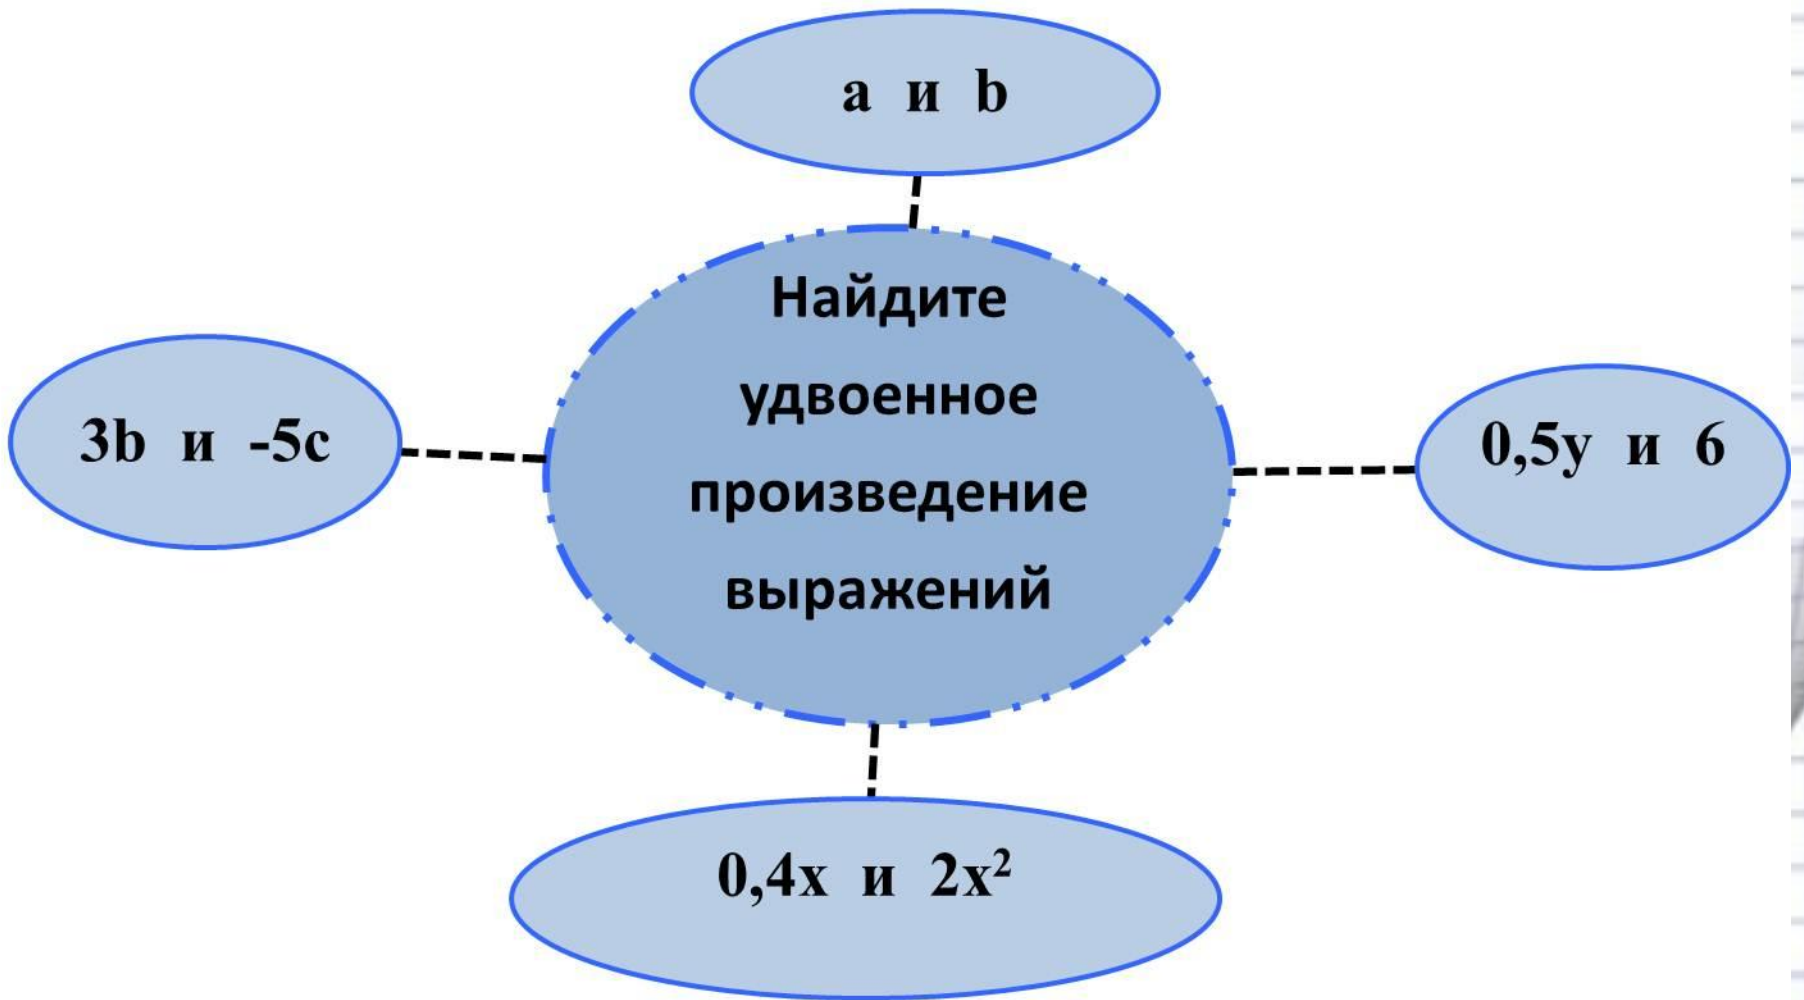 a и b
Найдите
удвоенное
произведение
выражений
3b и -5c
0,5y и 6
0,4x и 2x²